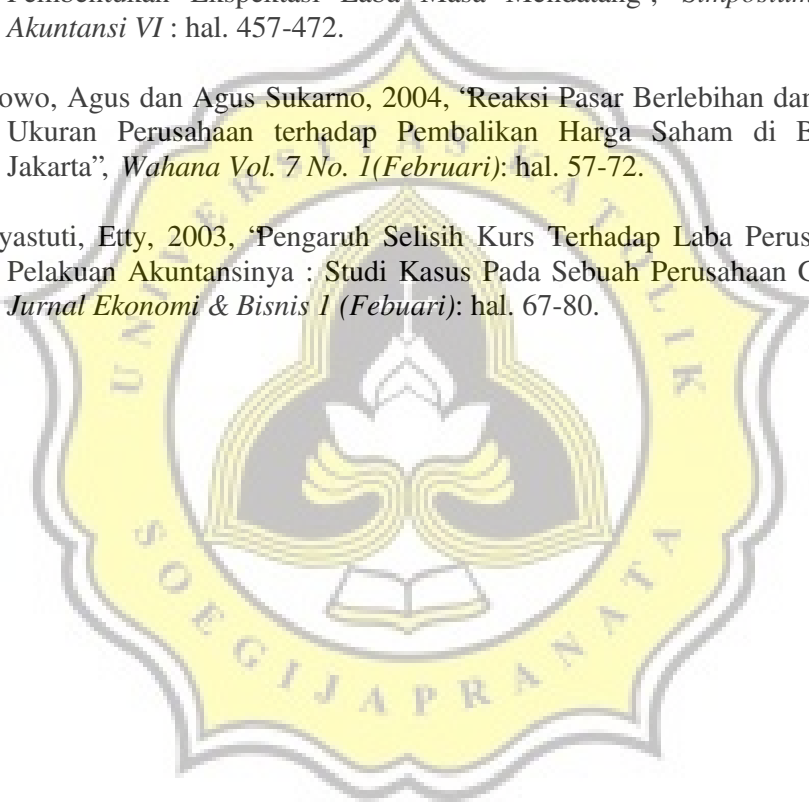 Pembentukan Ekspektasi Laba Masa Mendatang", Simposium
Akuntansi VI : hal. 457-472.
owo, Agus dan Agus Sukarno, 2004, “Reaksi Pasar Berlebihan dan
Ukuran Perusahaan terhadap Pembalikan Harga Saham di B
Jakarta”, Wahana Vol. 7 No. 1(Februari): hal. 57-72.
yastuti, Etty, 2003, “Pengaruh Selisih Kurs Terhadap Laba Perus
Pelakuan Akuntansinya : Studi Kasus Pada Sebuah Perusahaan C
Jurnal Ekonomi & Bisnis 1 (Febuari): hal. 67-80.
UNIVERSITAS KATOLIK
SOEGIJAPRANATA